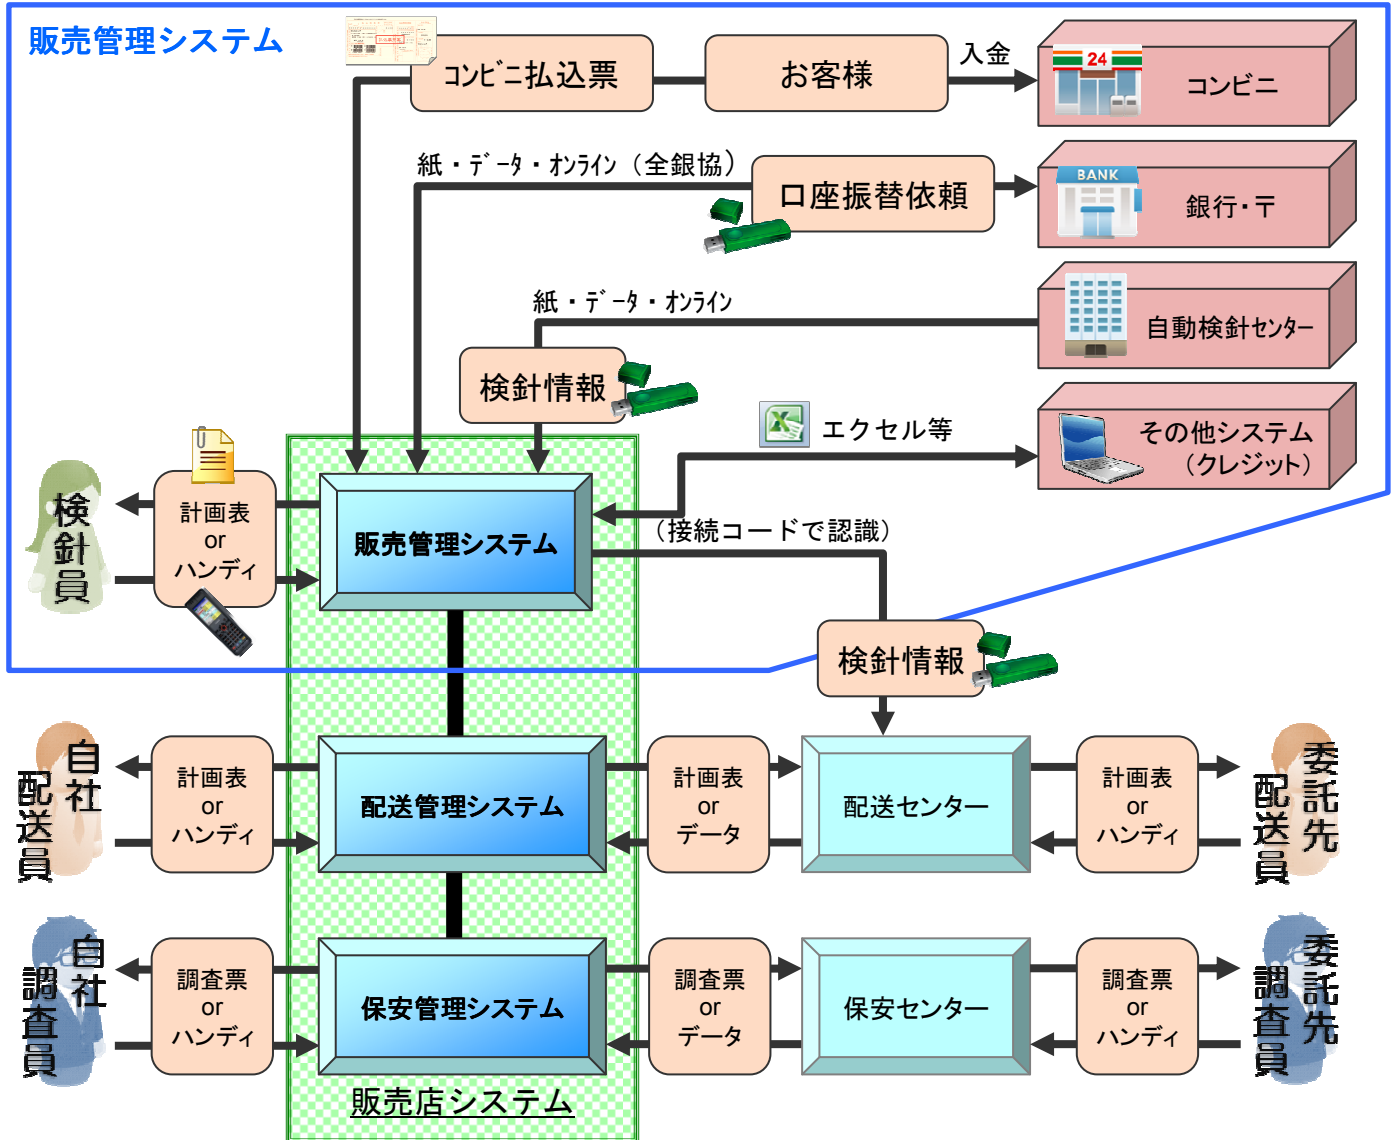 販売管理システム
コンビニ払込票
お客様
入金
24
コンビニ
紙・データ・オンライン（全銀協）
口座振替依頼
BANK
銀行・〒
紙・データ・オンライン
自動検針センター
検針情報
エクセル等
その他システム
（クレジット）
検針員
計画表
or
ハンディ
販売管理システム
（接続コードで認識）
検針情報
自社
配送員
計画表
or
ハンディ
配送管理システム
計画表
or
データ
配送センター
計画表
or
ハンディ
委託先
配送員
自社
調査員
調査票
or
ハンディ
保安管理システム
調査票
or
データ
保安センター
調査票
or
ハンディ
委託先
調査員
販売店システム